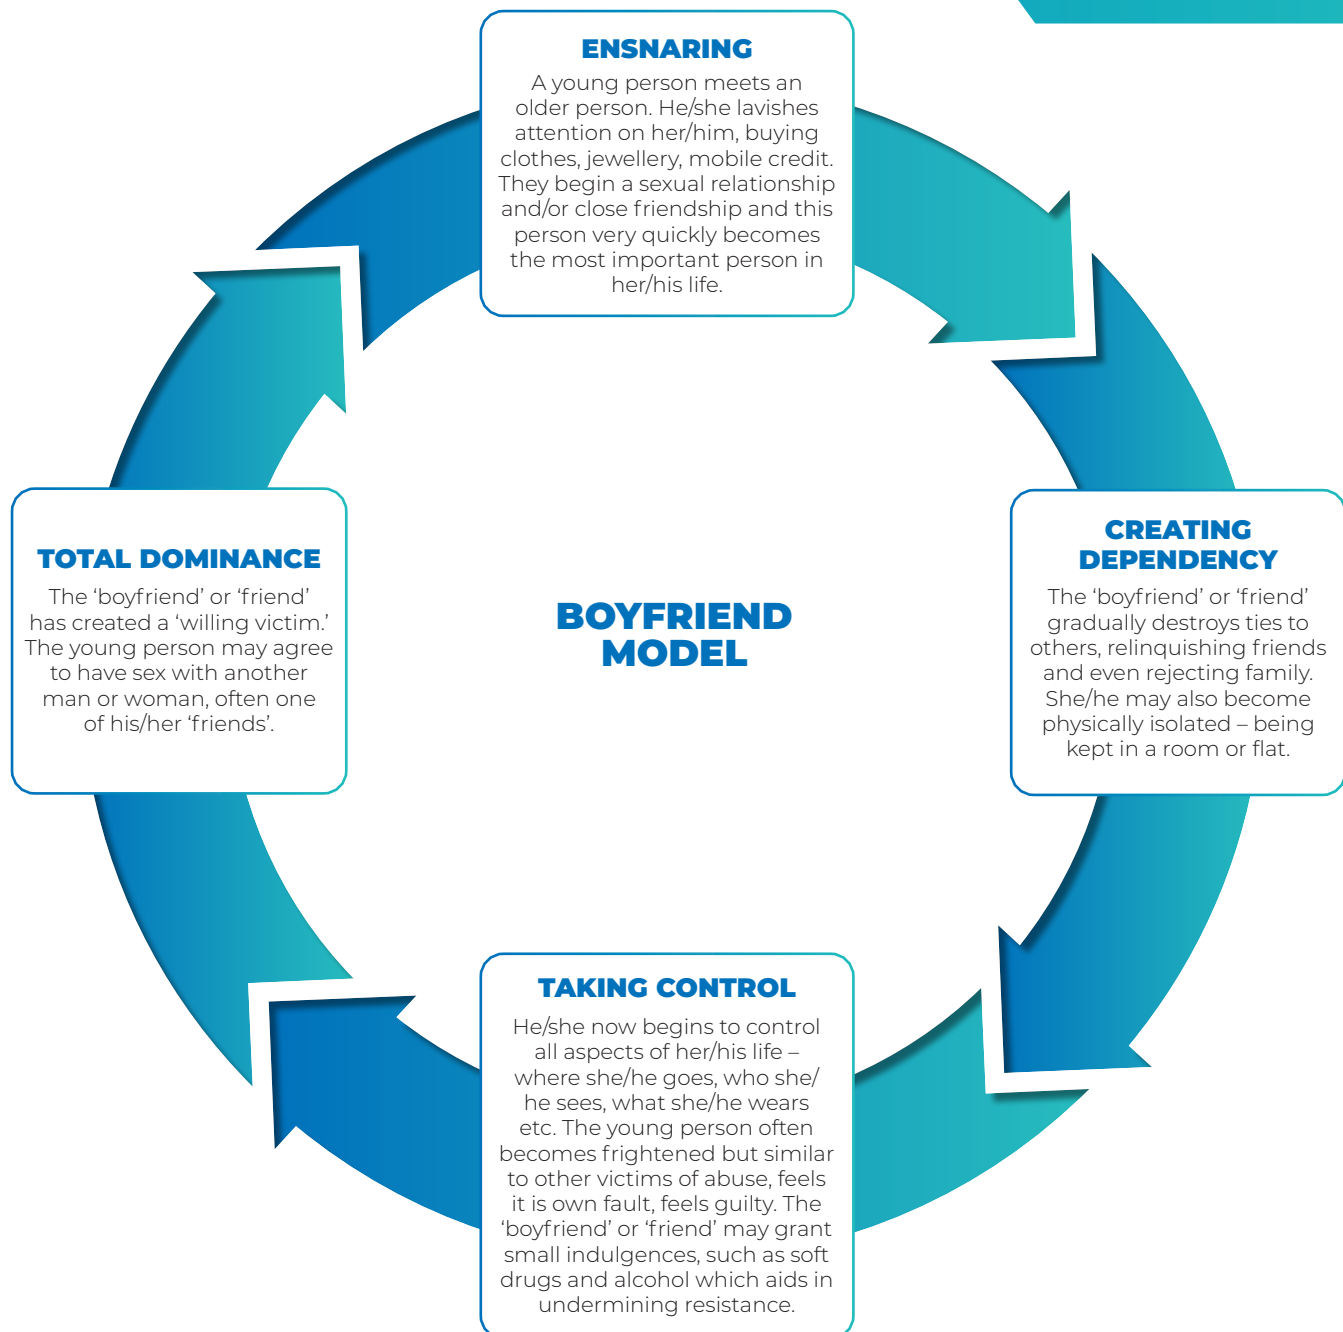 ENSNARING
A young person meets an
older person. He/she lavishes
attention on her/him, buying
clothes, jewellery, mobile credit.
They begin a sexual relationship
and/or close friendship and this
person very quickly becomes
the most important person in
her/his life.
CREATING
DEPENDENCY
The ‘boyfriend’ or ‘friend’
gradually destroys ties to
others, relinquishing friends
and even rejecting family.
She/he may also become
physically isolated – being
kept in a room or flat.
TAKING CONTROL
He/she now begins to control
all aspects of her/his life –
where she/he goes, who she/
he sees, what she/he wears
etc. The young person often
becomes frightened but similar
to other victims of abuse, feels
it is own fault, feels guilty. The
‘boyfriend’ or ‘friend’ may grant
small indulgences, such as soft
drugs and alcohol which aids in
undermining resistance.
TOTAL DOMINANCE
The ‘boyfriend’ or ‘friend’
has created a ‘willing victim.’
The young person may agree
to have sex with another
man or woman, often one
of his/her ‘friends’.
BOYFRIEND
MODEL